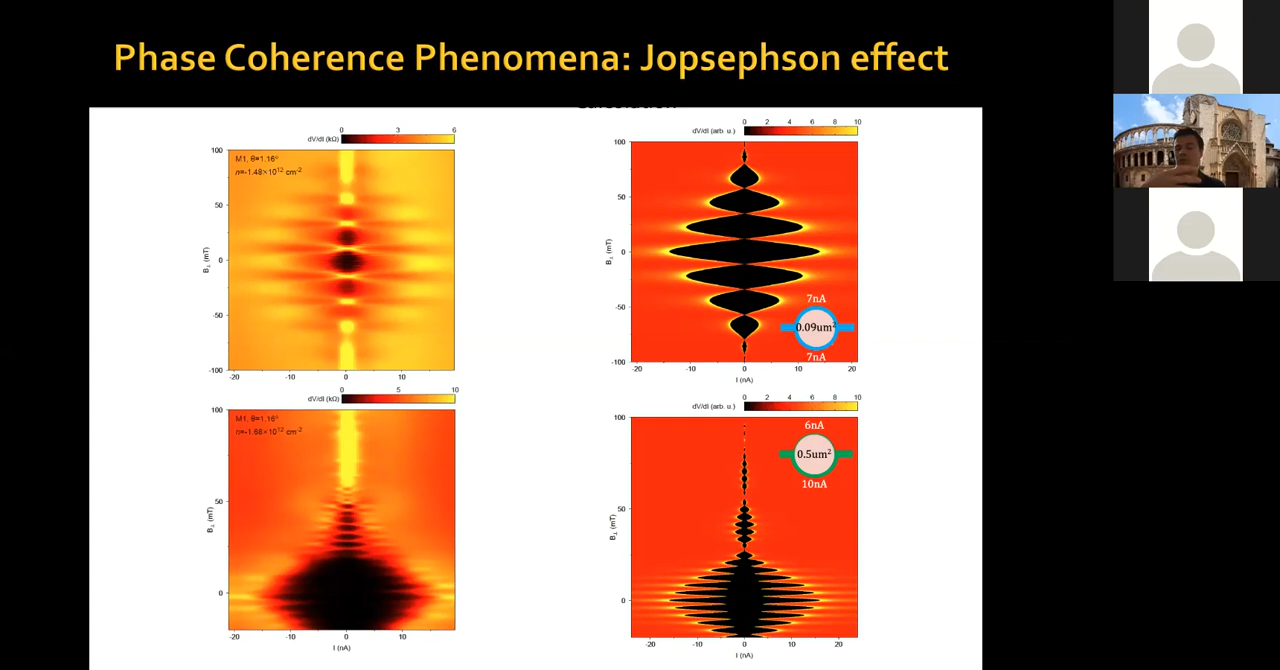 Phase Coherence Phenomena: Jopsephson effect
dV/dI (kΩ) 0 3 6
M1, θ=1.16°
n=-1.48×10¹² cm⁻²
100
50
0
-50
-100
B⊥ (mT)
-20 -10 0 10
dV/dI (arb. u.) 0 2 4 6 8 10
100
50
0
-50
-100
B⊥ (mT)
7nA
0.09um²
7nA
-20 -10 0 10 20
I (nA)
dV/dI (kΩ) 0 5 10
M1, θ=1.16°
n=-1.68×10¹² cm⁻²
100
50
0
B⊥ (mT)
-20 -10 0 10
I (nA)
dV/dI (arb. u.) 0 2 4 6 8 10
100
50
0
B⊥ (mT)
6nA
0.5um²
10nA
-20 -10 0 10 20
I (nA)